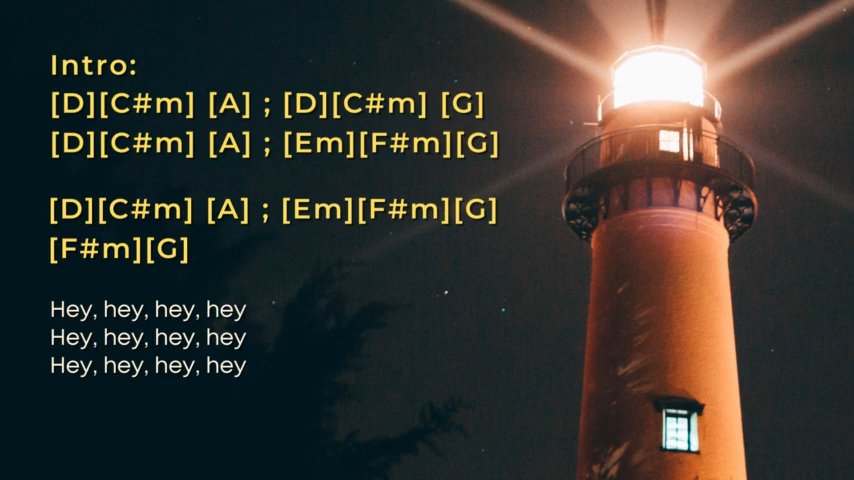 Intro:
[D][C#m] [A] ; [D][C#m] [G]
[D][C#m] [A] ; [Em][F#m][G]
[D][C#m] [A] ; [Em][F#m][G]
[F#m][G]
Hey, hey, hey, hey
Hey, hey, hey, hey
Hey, hey, hey, hey